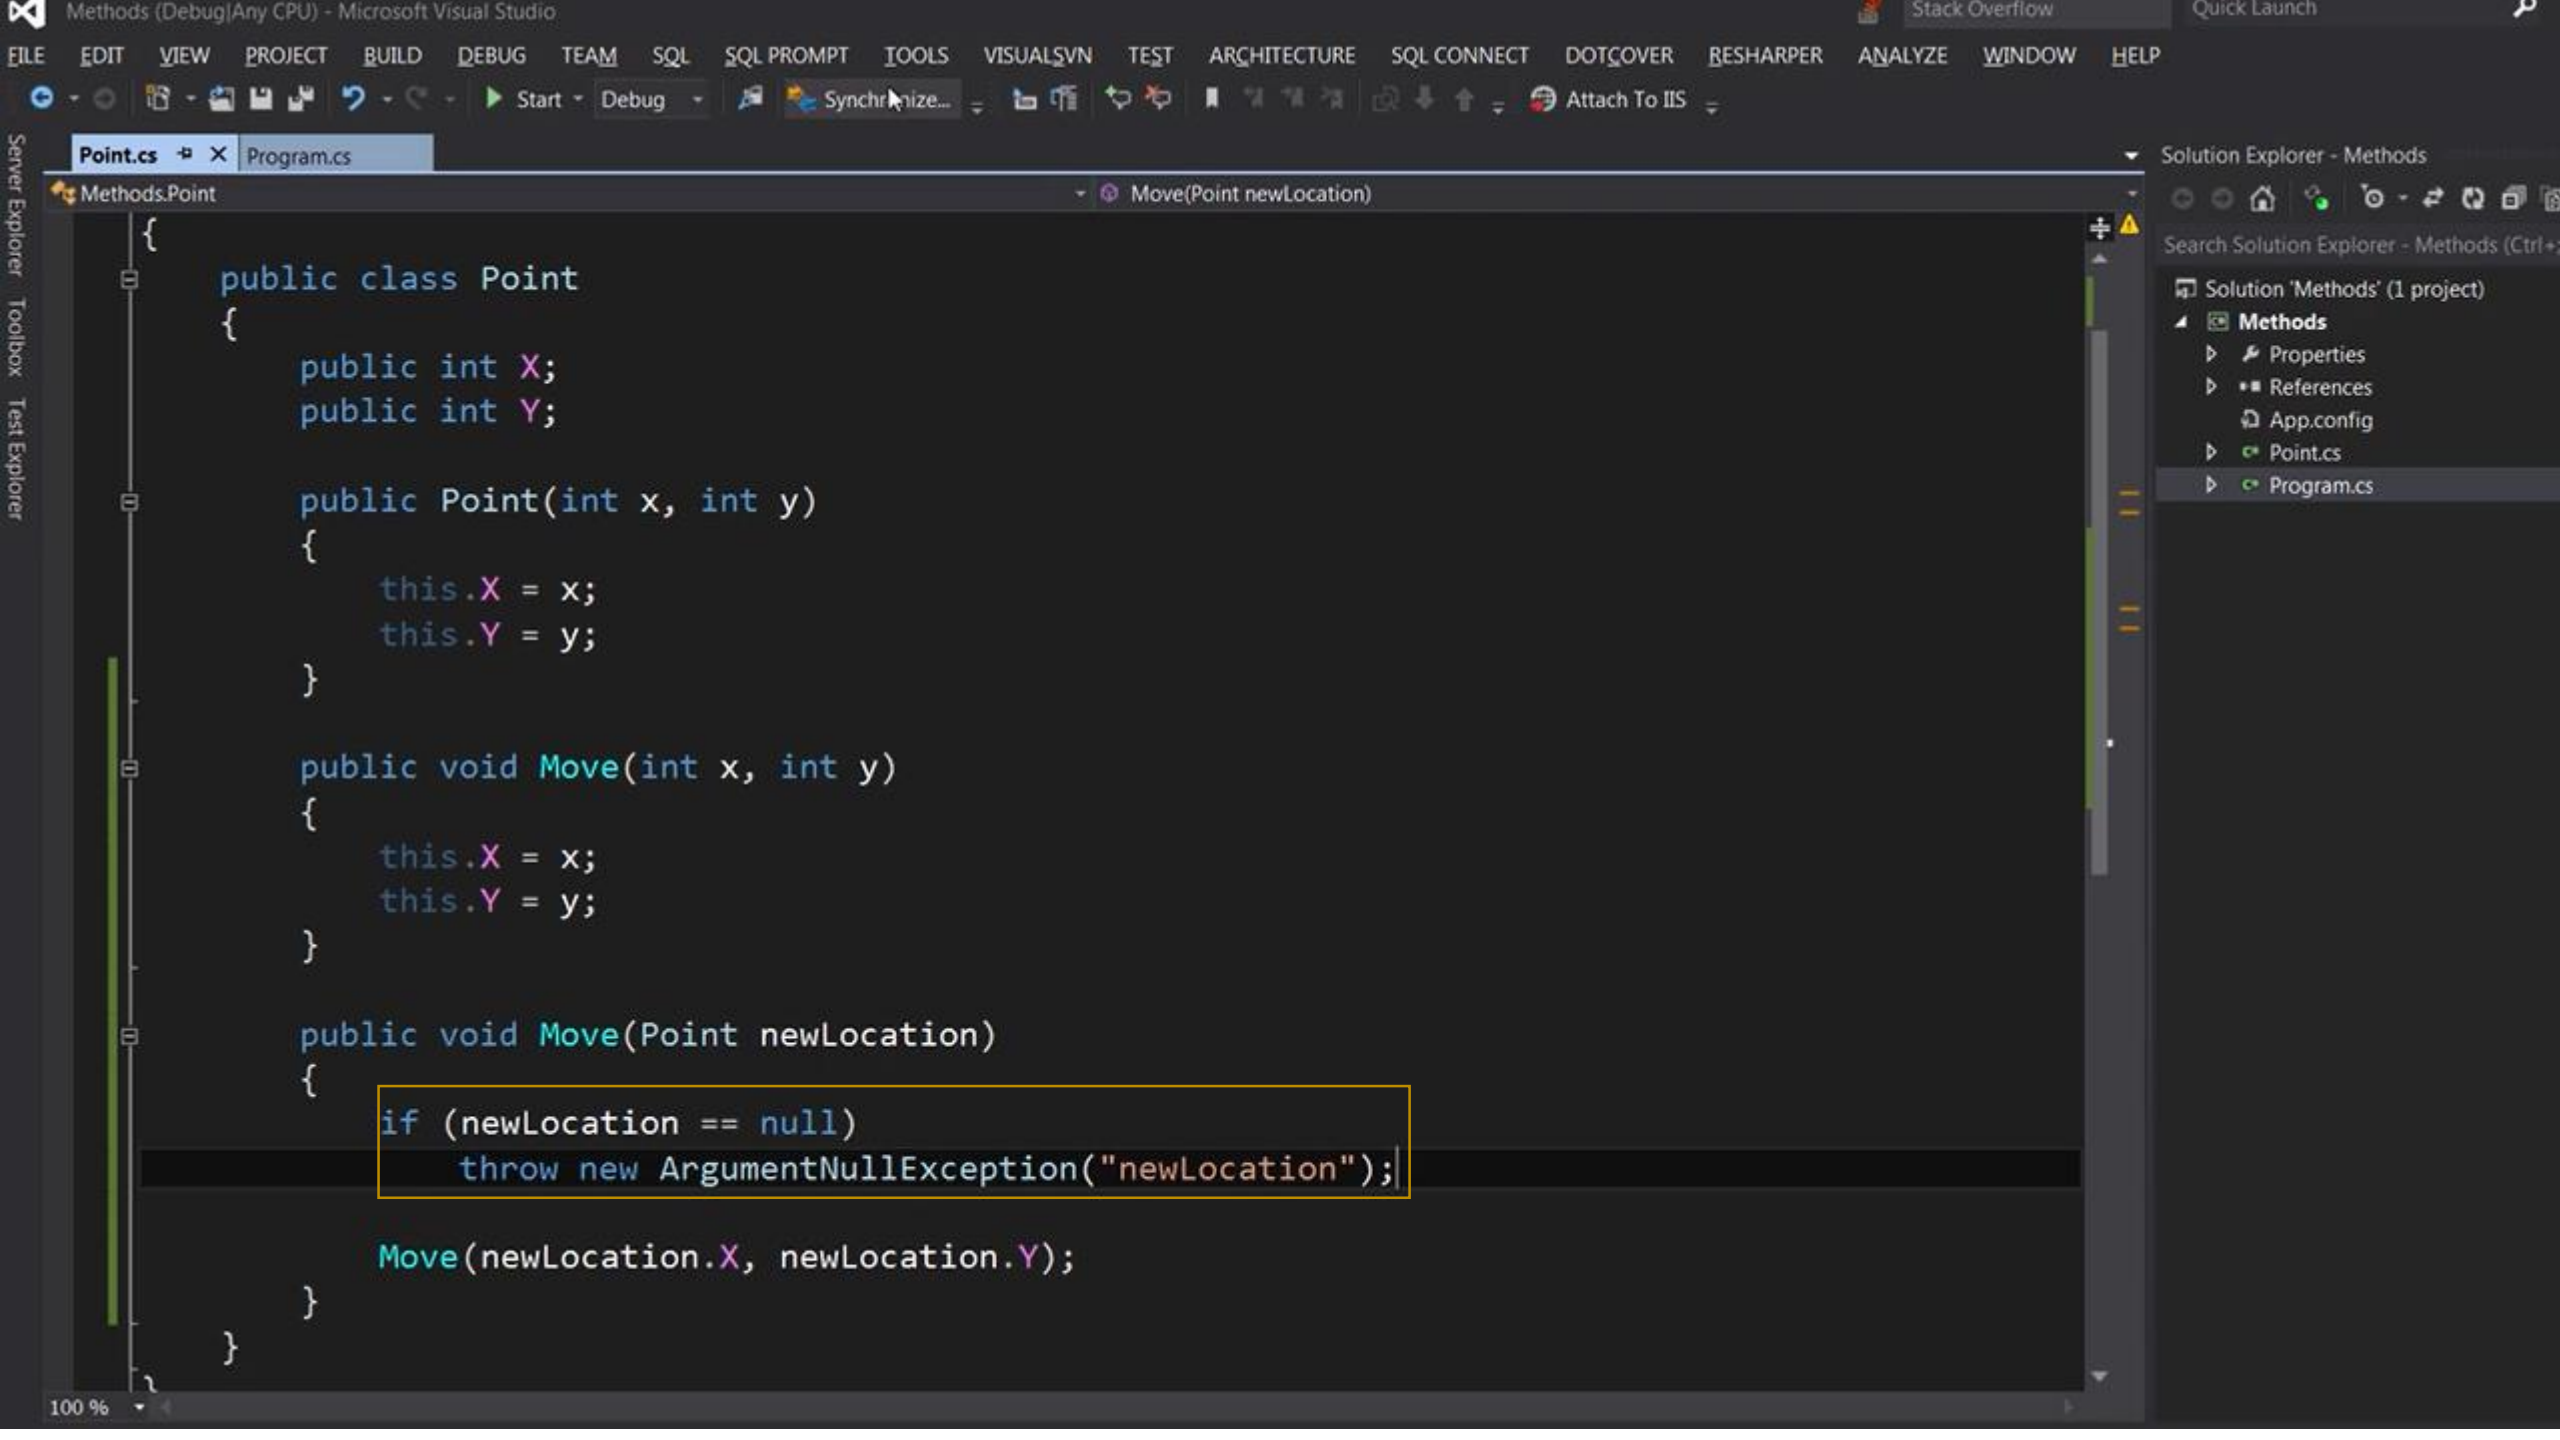 Methods (Debug|Any CPU) - Microsoft Visual Studio
Stack Overflow
Quick Launch
FILE EDIT VIEW PROJECT BUILD DEBUG TEAM SQL SQL PROMPT TOOLS VISUALSVN TEST ARCHITECTURE SQL CONNECT DOTCOVER RESHARPER ANALYZE WINDOW HELP
Start Debug Attach To IIS
Server Explorer
Toolbox
Test Explorer
Point.cs
Program.cs
Methods.Point
Move(Point newLocation)
{
public class Point
{
public int X;
public int Y;
public Point(int x, int y)
{
this.X = x;
this.Y = y;
}
public void Move(int x, int y)
{
this.X = x;
this.Y = y;
}
public void Move(Point newLocation)
{
if (newLocation == null)
throw new ArgumentNullException("newLocation");
Move(newLocation.X, newLocation.Y);
}
}
100 %
Solution Explorer - Methods
Search Solution Explorer - Methods (Ctrl+;
Solution 'Methods' (1 project)
Methods
Properties
References
App.config
Point.cs
Program.cs